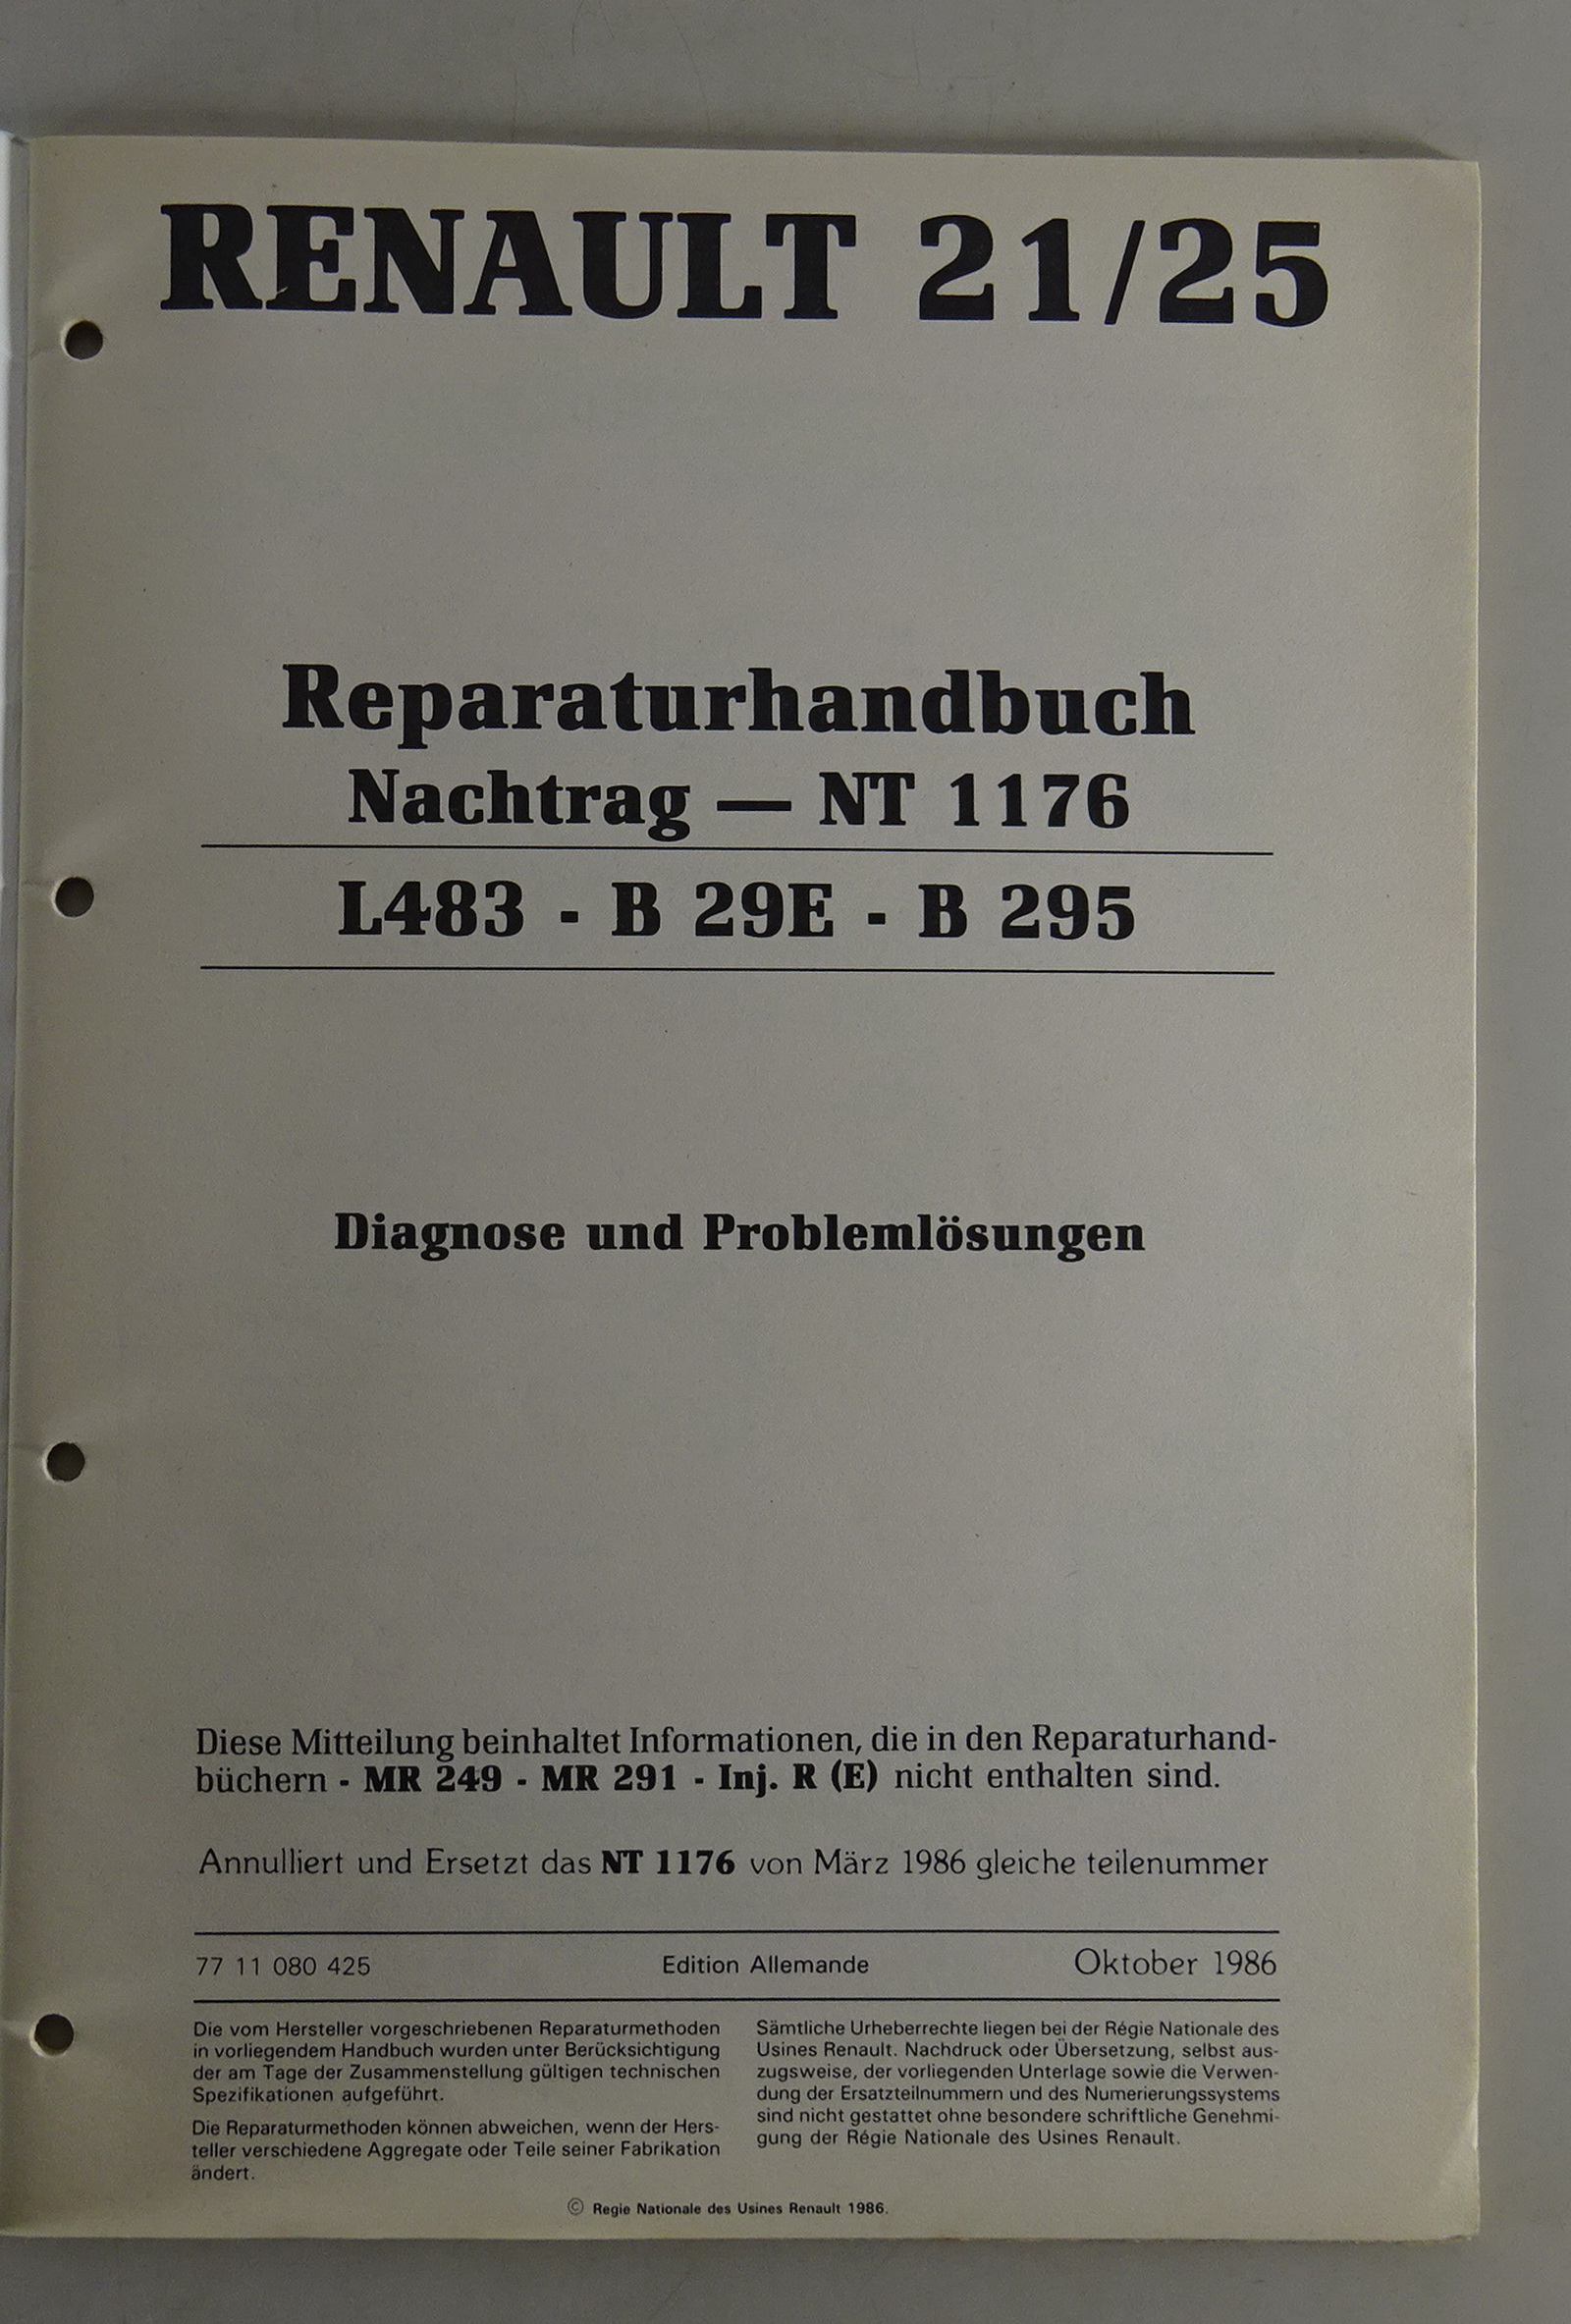 RENAULT 21/25
Reparaturhandbuch
Nachtrag — NT 1176
L483 - B 29E - B 295
Diagnose und Problemlösungen
Diese Mitteilung beinhaltet Informationen, die in den Reparaturhand-
büchern - MR 249 - MR 291 - Inj. R (E) nicht enthalten sind.
Annulliert und Ersetzt das NT 1176 von März 1986 gleiche teilenummer
77 11 080 425 Edition Allemande Oktober 1986
Die vom Hersteller vorgeschriebenen Reparaturmethoden
in vorliegendem Handbuch wurden unter Berücksichtigung
der am Tage der Zusammenstellung gültigen technischen
Spezifikationen aufgeführt.
Die Reparaturmethoden können abweichen, wenn der Hers-
teller verschiedene Aggregate oder Teile seiner Fabrikation
ändert.
Sämtliche Urheberrechte liegen bei der Régie Nationale des
Usines Renault. Nachdruck oder Übersetzung, selbst aus-
zugsweise, der vorliegenden Unterlage sowie die Verwen-
dung der Ersatzteilnummern und des Numerierungssystems
sind nicht gestattet ohne besondere schriftliche Genehmi-
gung der Régie Nationale des Usines Renault.
© Regie Nationale des Usines Renault 1986.